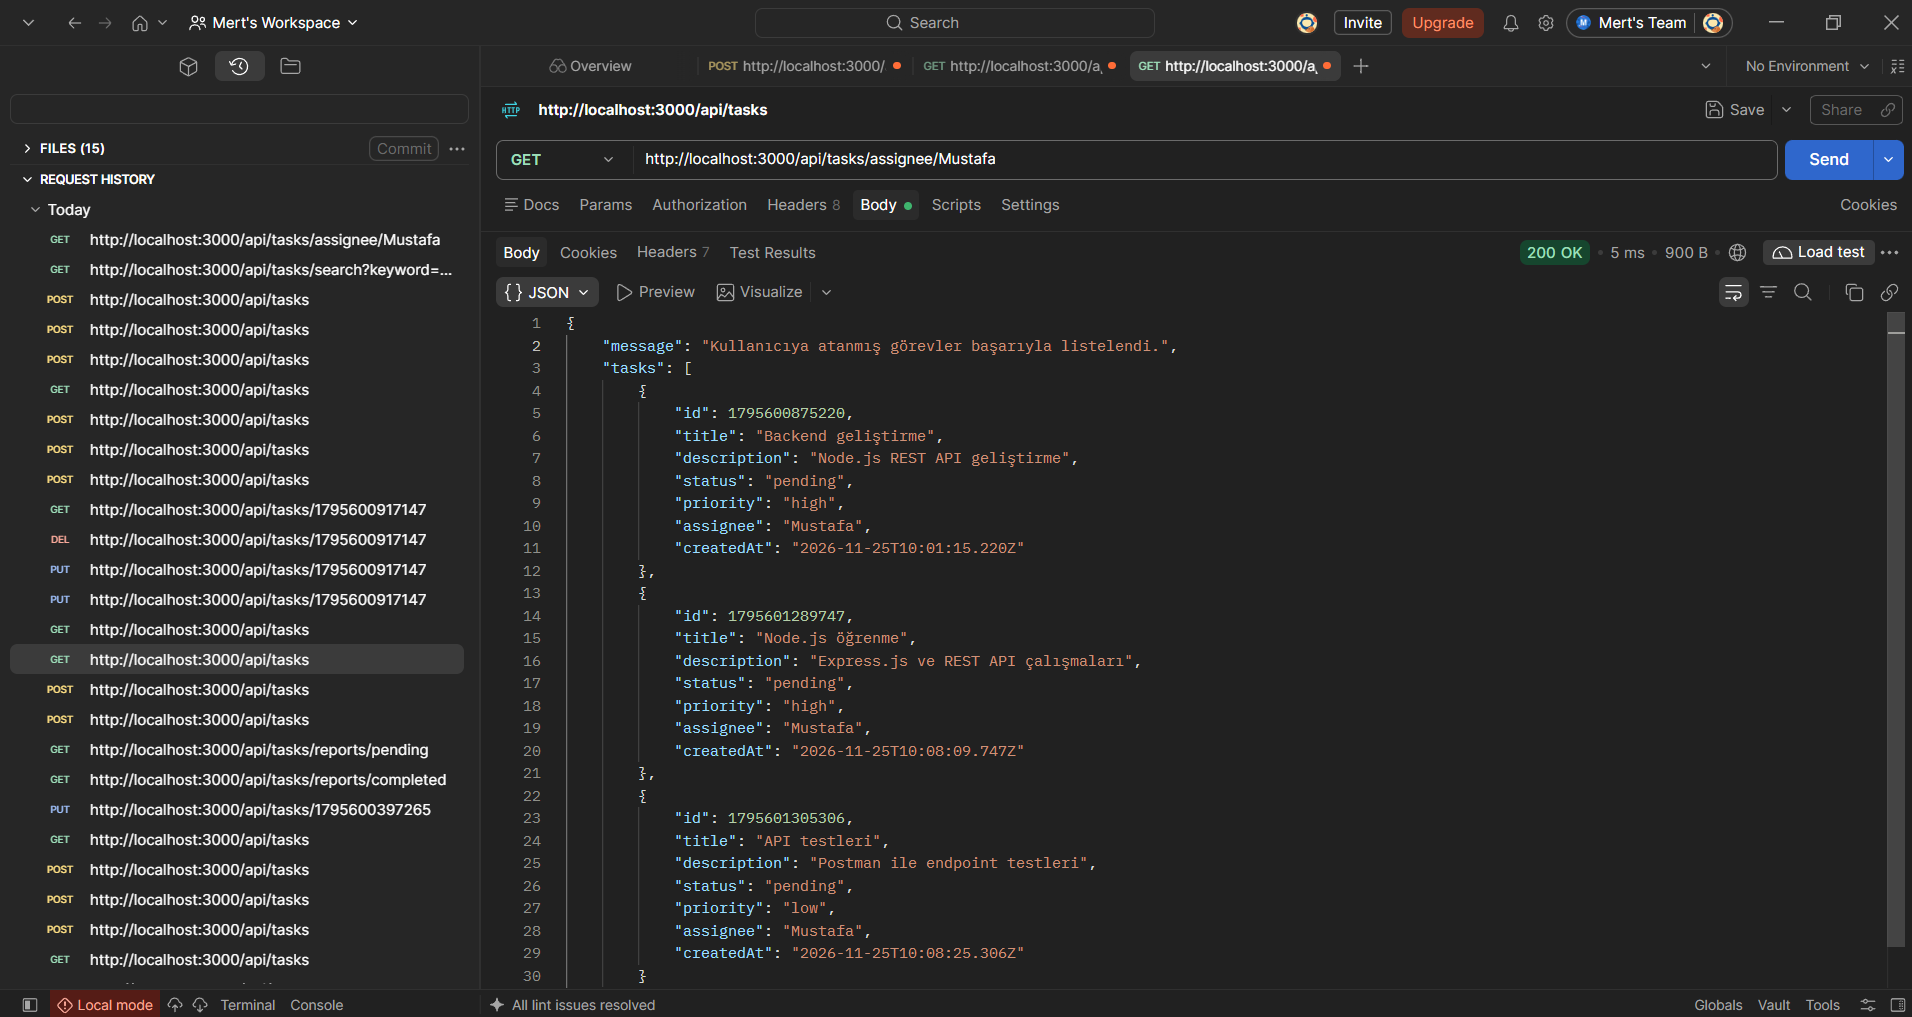 Mert's Workspace
Search
Invite
Upgrade
Mert's Team
Overview
POST http://localhost:3000/
GET http://localhost:3000/a
GET http://localhost:3000/a
No Environment
HTTP http://localhost:3000/api/tasks
Save
Share
FILES (15)
Commit
REQUEST HISTORY
Today
GET http://localhost:3000/api/tasks/assignee/Mustafa
GET http://localhost:3000/api/tasks/search?keyword=...
POST http://localhost:3000/api/tasks
POST http://localhost:3000/api/tasks
POST http://localhost:3000/api/tasks
GET http://localhost:3000/api/tasks
POST http://localhost:3000/api/tasks
POST http://localhost:3000/api/tasks
POST http://localhost:3000/api/tasks
GET http://localhost:3000/api/tasks/1795600917147
DEL http://localhost:3000/api/tasks/1795600917147
PUT http://localhost:3000/api/tasks/1795600917147
PUT http://localhost:3000/api/tasks/1795600917147
GET http://localhost:3000/api/tasks
GET http://localhost:3000/api/tasks
POST http://localhost:3000/api/tasks
POST http://localhost:3000/api/tasks
GET http://localhost:3000/api/tasks/reports/pending
GET http://localhost:3000/api/tasks/reports/completed
PUT http://localhost:3000/api/tasks/1795600397265
GET http://localhost:3000/api/tasks
POST http://localhost:3000/api/tasks
POST http://localhost:3000/api/tasks
POST http://localhost:3000/api/tasks
GET http://localhost:3000/api/tasks
GET http://localhost:3000/api/tasks/assignee/Mustafa
Send
Docs Params Authorization Headers 8 Body Scripts Settings
Cookies
Body Cookies Headers 7 Test Results
200 OK • 5 ms • 900 B
Load test
{} JSON Preview Visualize
1 {
2 "message": "Kullanıcıya atanmış görevler başarıyla listelendi.",
3 "tasks": [
4 {
5 "id": 1795600875220,
6 "title": "Backend geliştirme",
7 "description": "Node.js REST API geliştirme",
8 "status": "pending",
9 "priority": "high",
10 "assignee": "Mustafa",
11 "createdAt": "2026-11-25T10:01:15.220Z"
12 },
13 {
14 "id": 1795601289747,
15 "title": "Node.js öğrenme",
16 "description": "Express.js ve REST API çalışmaları",
17 "status": "pending",
18 "priority": "high",
19 "assignee": "Mustafa",
20 "createdAt": "2026-11-25T10:08:09.747Z"
21 },
22 {
23 "id": 1795601305306,
24 "title": "API testleri",
25 "description": "Postman ile endpoint testleri",
26 "status": "pending",
27 "priority": "low",
28 "assignee": "Mustafa",
29 "createdAt": "2026-11-25T10:08:25.306Z"
30 }
Local mode
Terminal
Console
All lint issues resolved
Globals
Vault
Tools